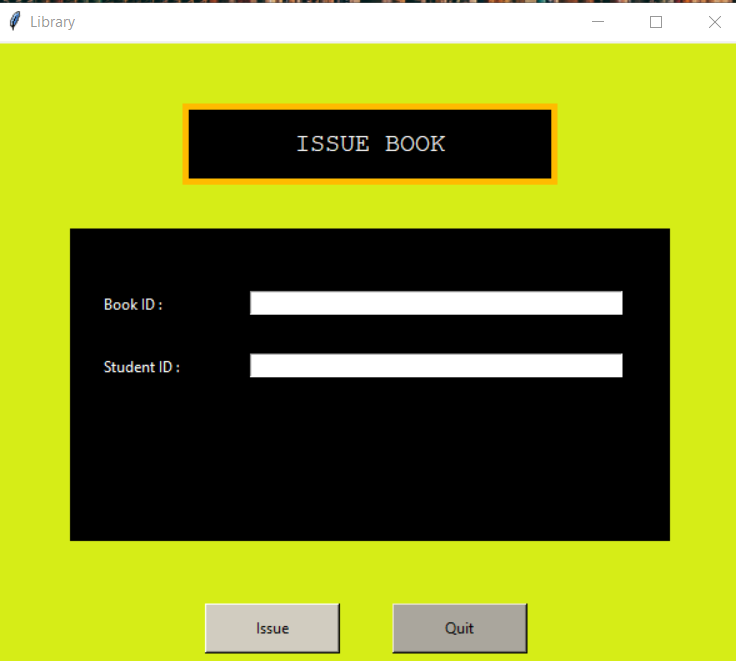 Library
ISSUE BOOK
Book ID :
Student ID :
Issue
Quit